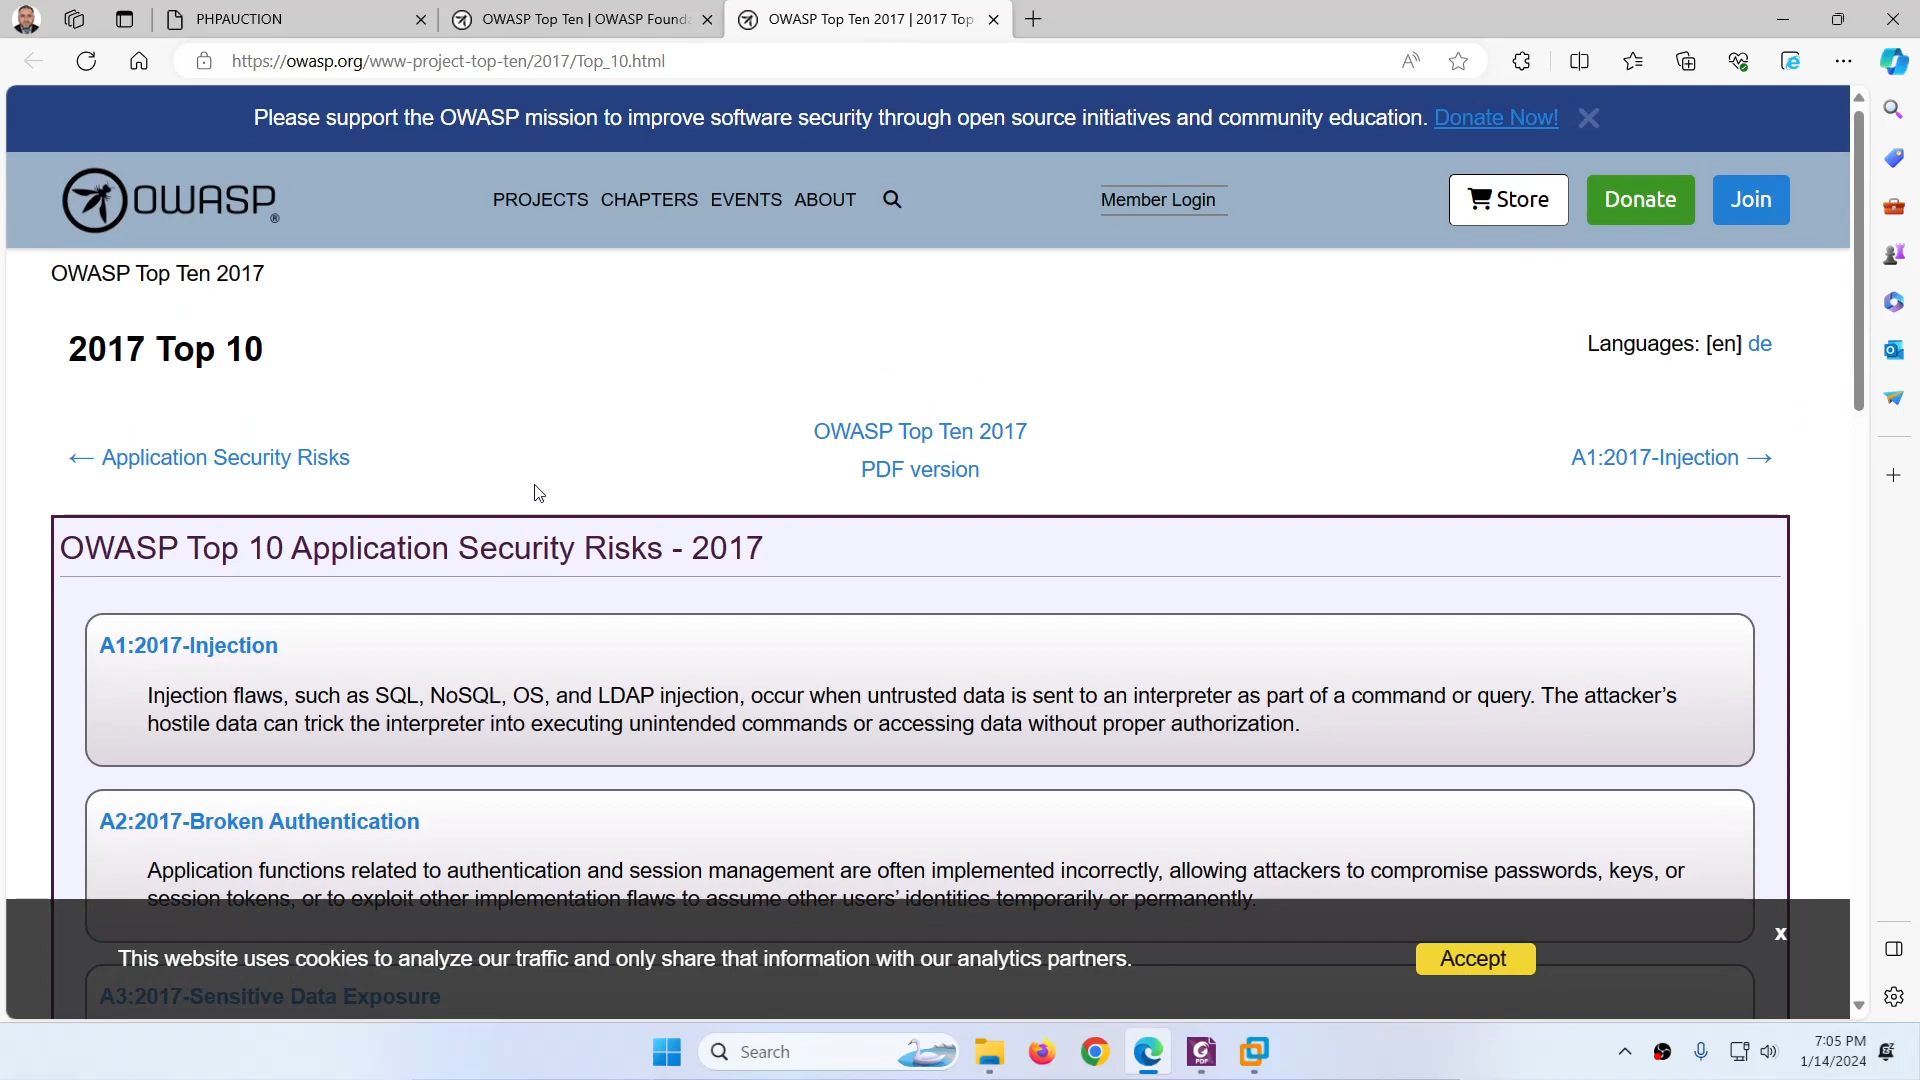 PHPAUCTION
OWASP Top Ten | OWASP Founda
OWASP Top Ten 2017 | 2017 Top
https://owasp.org/www-project-top-ten/2017/Top_10.html
Please support the OWASP mission to improve software security through open source initiatives and community education. Donate Now!
OWASP®
PROJECTS CHAPTERS EVENTS ABOUT
Member Login
Store
Donate
Join
OWASP Top Ten 2017
2017 Top 10
Languages: [en] de
OWASP Top Ten 2017
← Application Security Risks
A1:2017-Injection →
PDF version
OWASP Top 10 Application Security Risks - 2017
A1:2017-Injection
Injection flaws, such as SQL, NoSQL, OS, and LDAP injection, occur when untrusted data is sent to an interpreter as part of a command or query. The attacker’s
hostile data can trick the interpreter into executing unintended commands or accessing data without proper authorization.
A2:2017-Broken Authentication
Application functions related to authentication and session management are often implemented incorrectly, allowing attackers to compromise passwords, keys, or
session tokens, or to exploit other implementation flaws to assume other users’ identities temporarily or permanently.
x
This website uses cookies to analyze our traffic and only share that information with our analytics partners.
Accept
A3:2017-Sensitive Data Exposure
Search
7:05 PM
1/14/2024